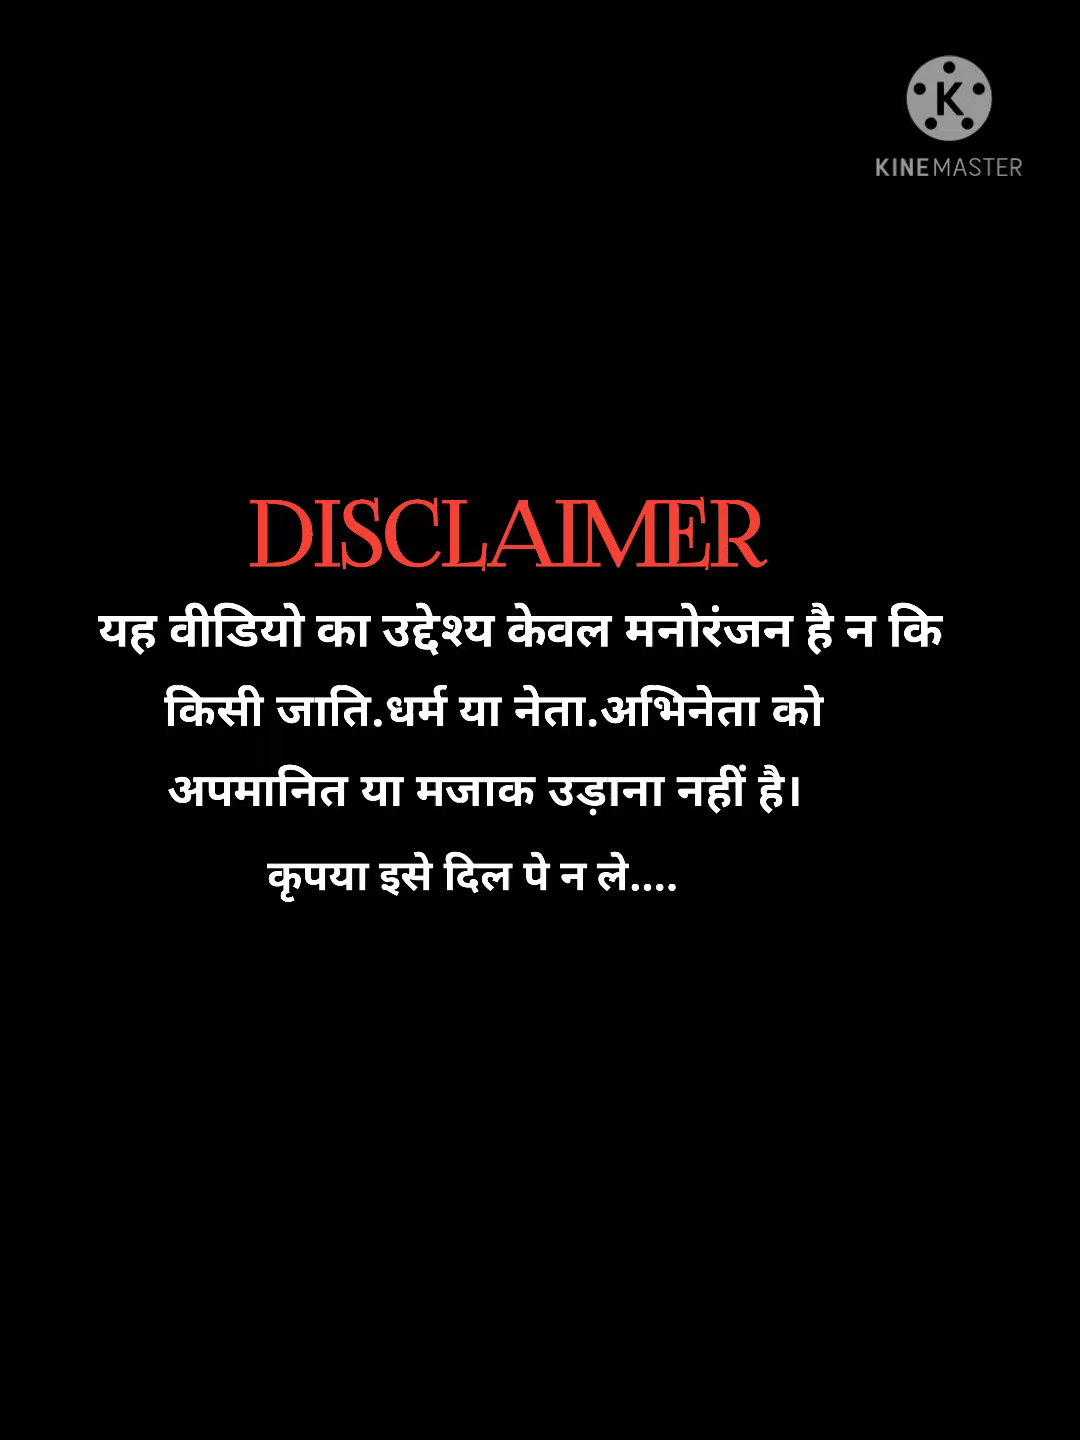 KINEMASTER
DISCLAIMER
यह वीडियो का उद्देश्य केवल मनोरंजन है न कि
किसी जाति.धर्म या नेता.अभिनेता को
अपमानित या मजाक उड़ाना नहीं है।
कृपया इसे दिल पे न ले....